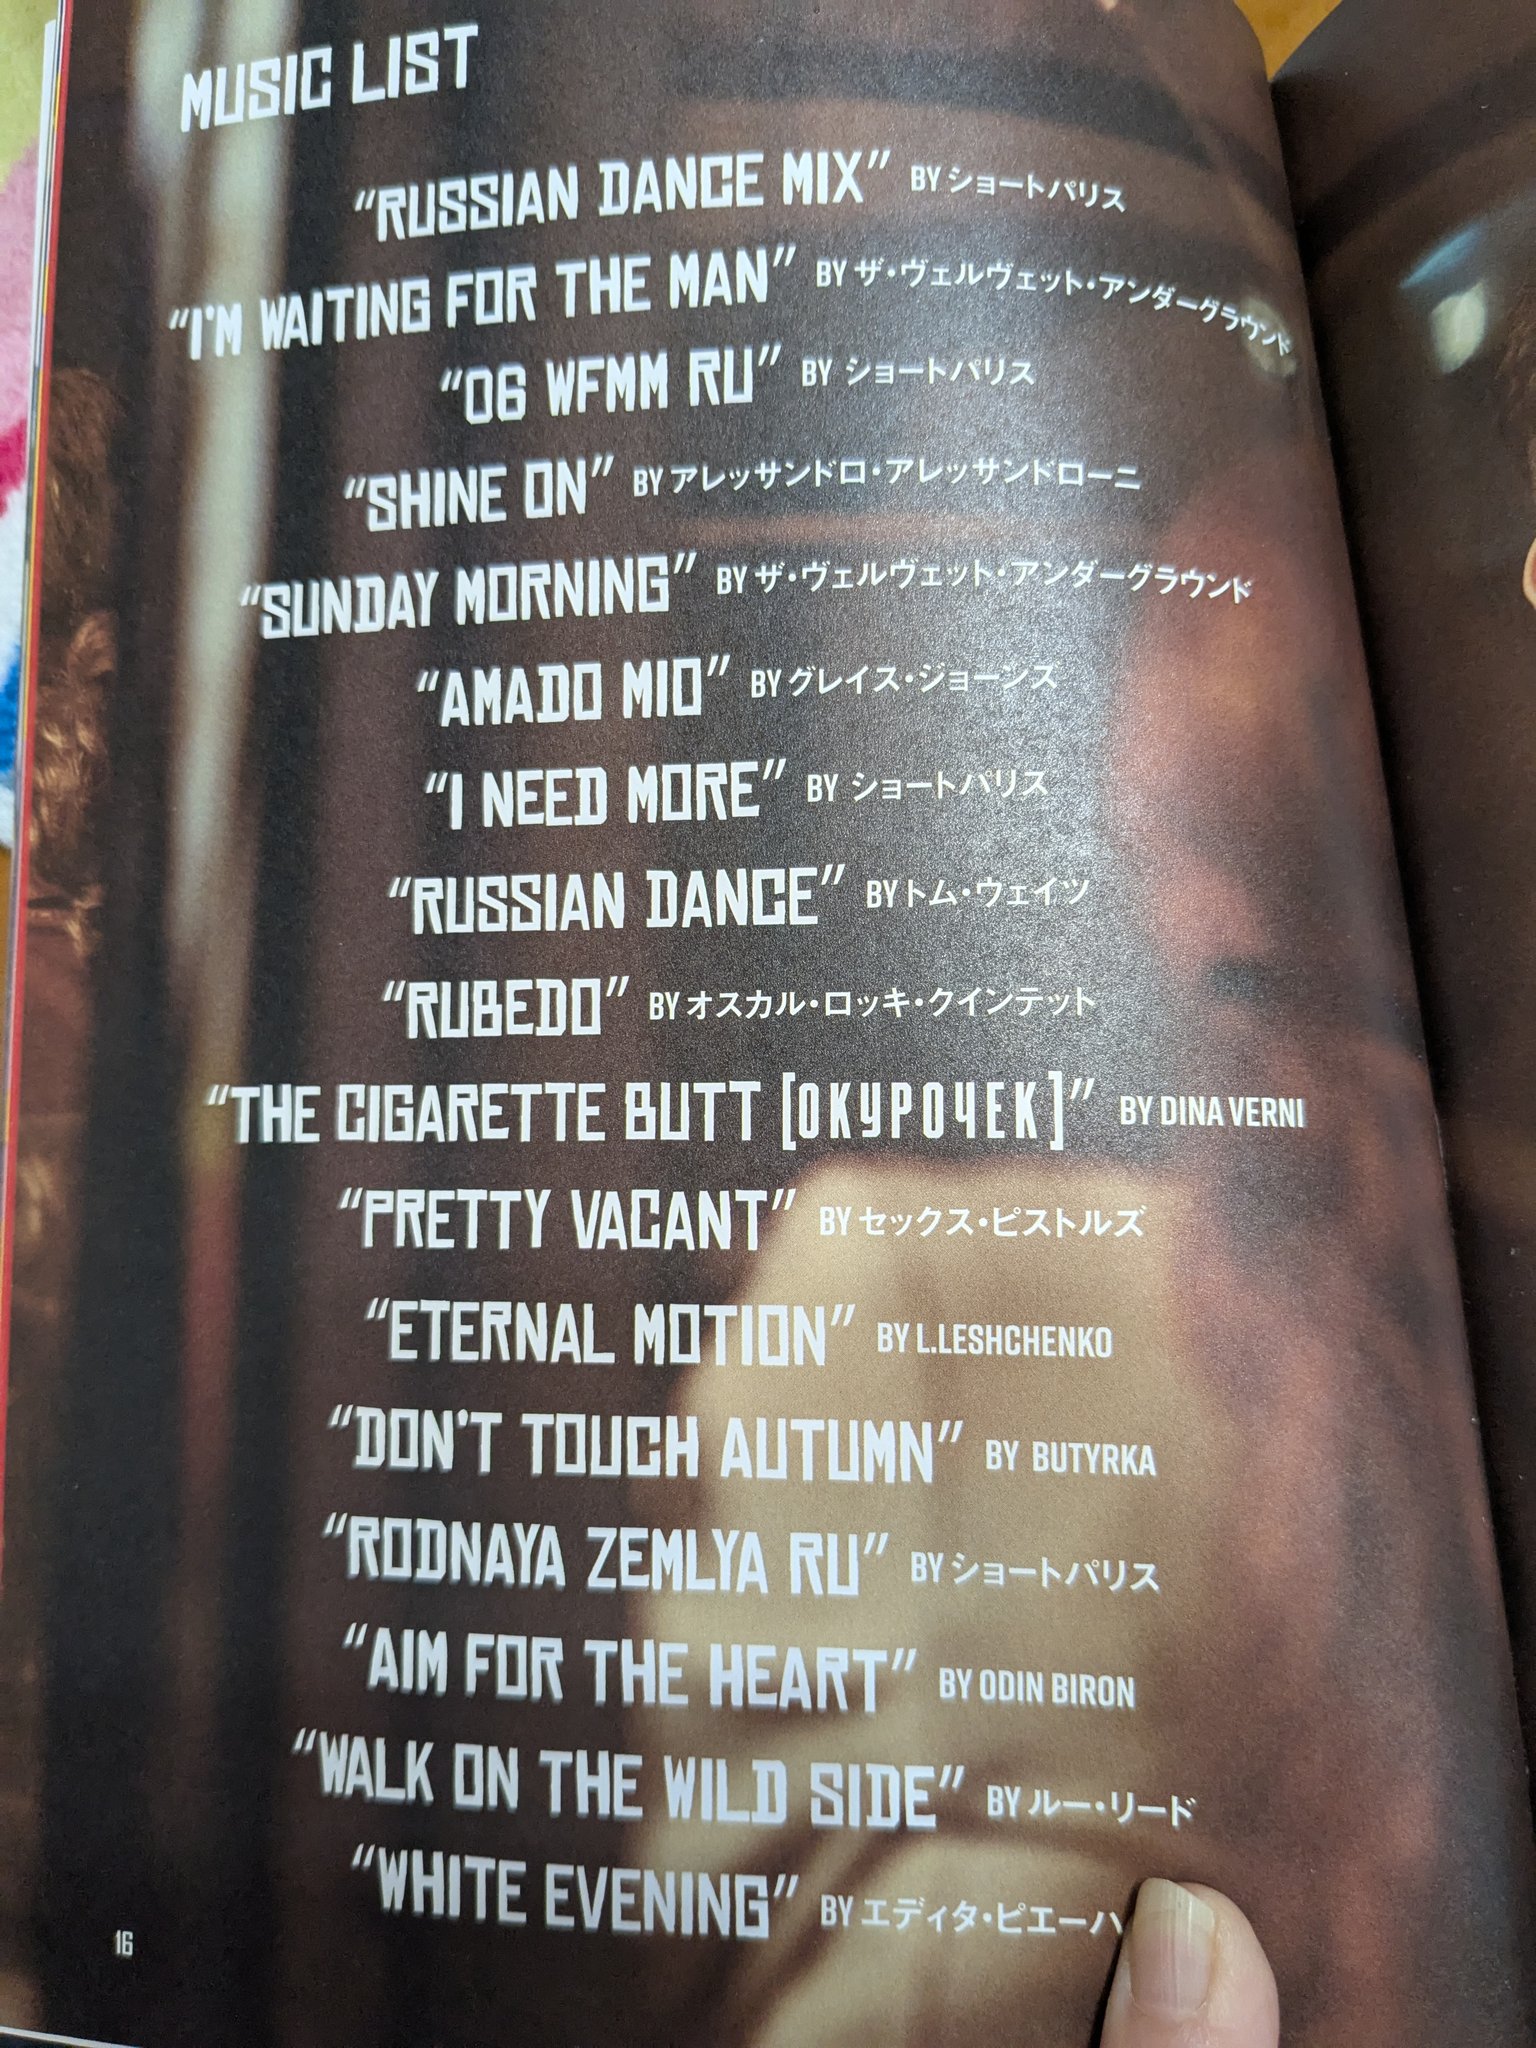 MUSIC LIST
"RUSSIAN DANCE MIX" BY ショートパリス
"I'M WAITING FOR THE MAN" BY ザ・ヴェルヴェット・アンダーグラウンド
"06 WFMM RU" BY ショートパリス
"SHINE ON" BY アレッサンドロ・アレッサンドローニ
"SUNDAY MORNING" BY ザ・ヴェルヴェット・アンダーグラウンド
"AMADO MIO" BY グレイス・ジョーンズ
"I NEED MORE" BY ショートパリス
"RUSSIAN DANCE" BY トム・ウェイツ
"RUBEDO" BY オスカル・ロッキ・クインテット
"THE CIGARETTE BUTT [ОКУРОЧЕК]" BY DINA VERNI
"PRETTY VACANT" BY セックス・ピストルズ
"ETERNAL MOTION" BY L.LESHCHENKO
"DON'T TOUCH AUTUMN" BY BUTYRKA
"RODNAYA ZEMLYA RU" BY ショートパリス
"AIM FOR THE HEART" BY ODIN BIRON
"WALK ON THE WILD SIDE" BY ルー・リード
"WHITE EVENING" BY エディタ・ピエーハ
16